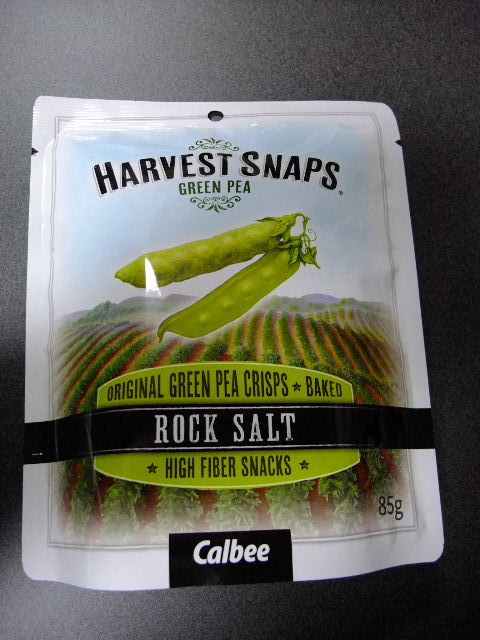 HARVEST SNAPS
GREEN PEA
ORIGINAL GREEN PEA CRISPS ★ BAKED
ROCK SALT
★ HIGH FIBER SNACKS ★
85g
Calbee